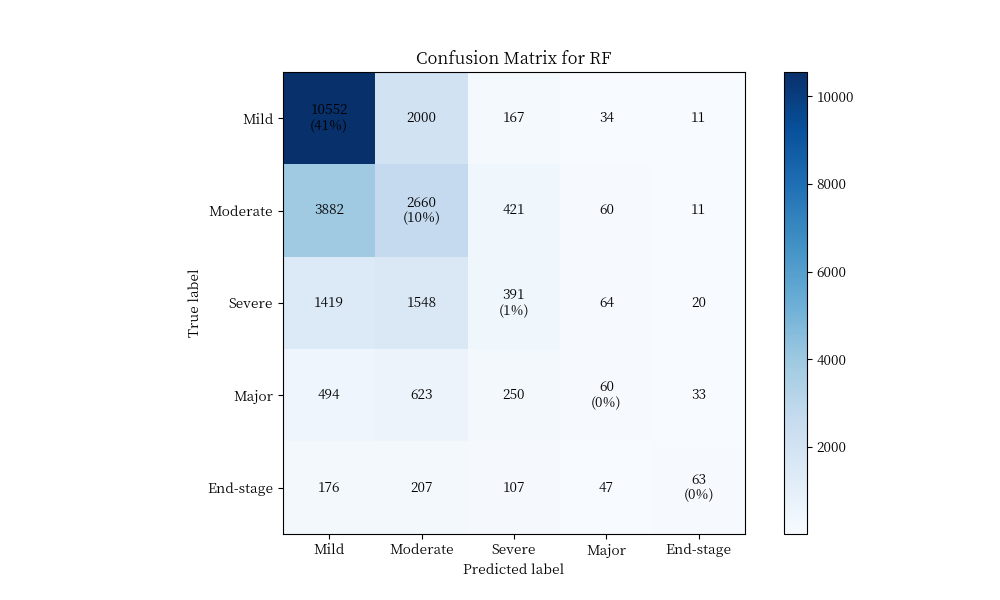 Confusion Matrix for RF
True label
Mild
10552
(41%)
2000
167
34
11
10000
Moderate
3882
2660
(10%)
421
60
11
8000
Severe
1419
1548
391
(1%)
64
20
6000
Major
494
623
250
60
(0%)
33
4000
End-stage
176
207
107
47
63
(0%)
2000
Mild
Moderate
Severe
Major
End-stage
Predicted label